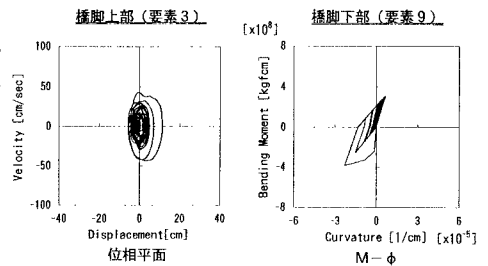 橋脚上部（要素３）
100
50
0
-50
-100
Velocity [cm/sec]
-40 -20 0 20 40
Displacement[cm]
位相平面
橋脚下部（要素９）
[x10⁸]
8
4
0
-4
-8
Bending Moment [kgfcm]
-6 -3 0 3 6
Curvature [1/cm] [x10⁻⁵]
M－φ